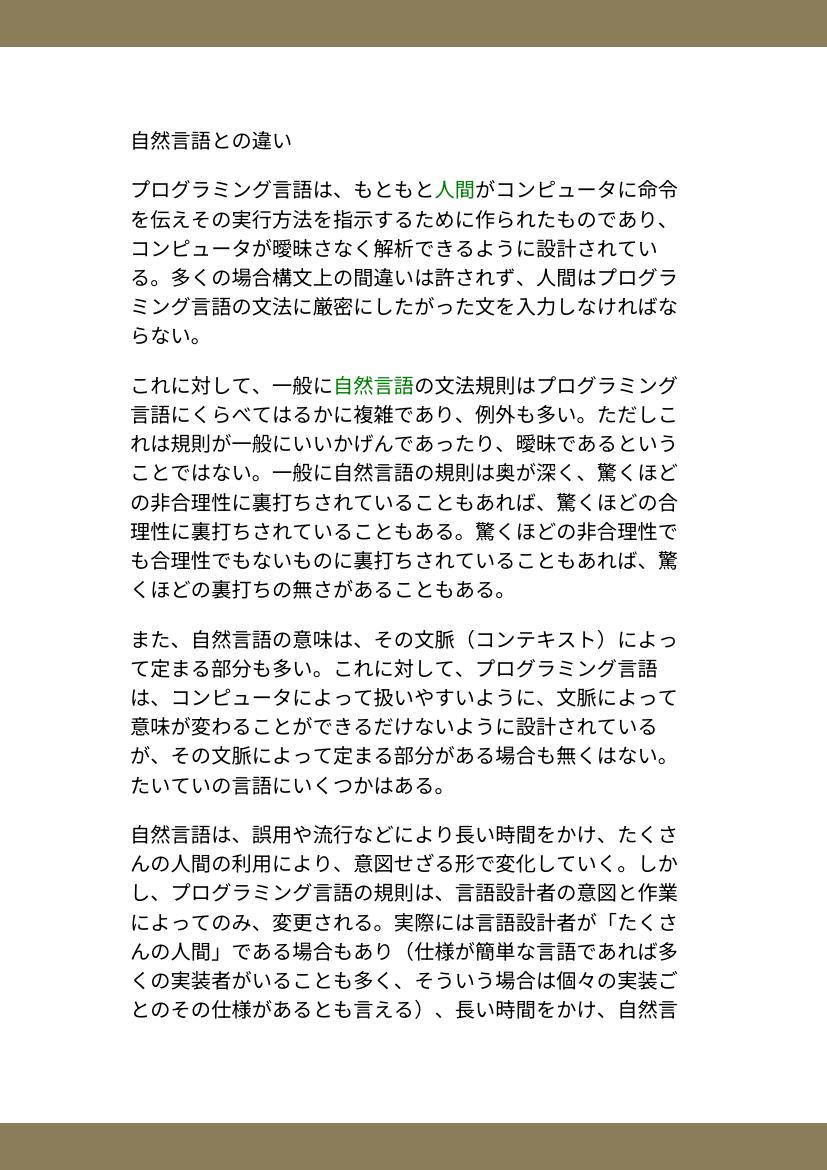 自然言語との違い
プログラミング言語は、もともと人間がコンピュータに命令
を伝えその実行方法を指示するために作られたものであり、
コンピュータが曖昧さなく解析できるように設計されてい
る。多くの場合構文上の間違いは許されず、人間はプログラ
ミング言語の文法に厳密にしたがった文を入力しなければな
らない。
これに対して、一般に自然言語の文法規則はプログラミング
言語にくらべてはるかに複雑であり、例外も多い。ただしこ
れは規則が一般にいいかげんであったり、曖昧であるという
ことではない。一般に自然言語の規則は奥が深く、驚くほど
の非合理性に裏打ちされていることもあれば、驚くほどの合
理性に裏打ちされていることもある。驚くほどの非合理性で
も合理性でもないものに裏打ちされていることもあれば、驚
くほどの裏打ちの無さがあることもある。
また、自然言語の意味は、その文脈（コンテキスト）によっ
て定まる部分も多い。これに対して、プログラミング言語
は、コンピュータによって扱いやすいように、文脈によって
意味が変わることができるだけないように設計されている
が、その文脈によって定まる部分がある場合も無くはない。
たいていの言語にいくつかはある。
自然言語は、誤用や流行などにより長い時間をかけ、たくさ
んの人間の利用により、意図せざる形で変化していく。しか
し、プログラミング言語の規則は、言語設計者の意図と作業
によってのみ、変更される。実際には言語設計者が「たくさ
んの人間」である場合もあり（仕様が簡単な言語であれば多
くの実装者がいることも多く、そういう場合は個々の実装ご
とのその仕様があるとも言える）、長い時間をかけ、自然言